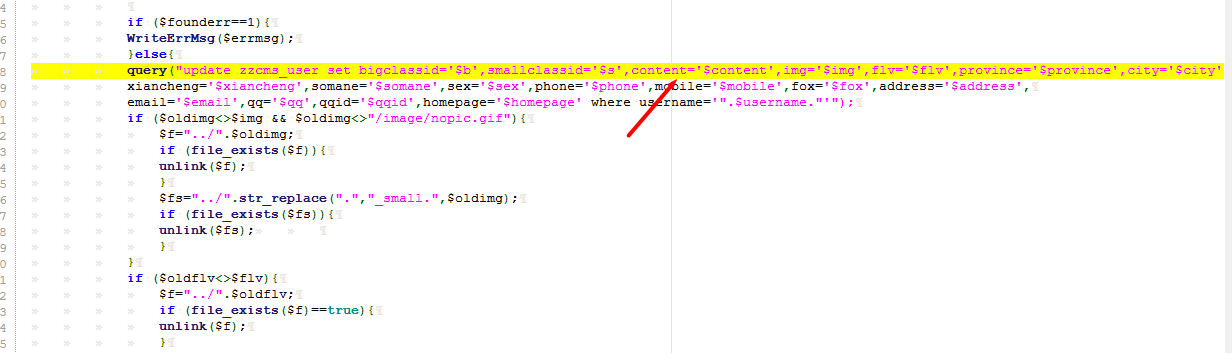 4
5 if ($founderr==1){
6 WriteErrMsg($errmsg);
7 }else{
8 query("update zzcms_user set bigclassid='$b',smallclassid='$s',content='$content',img='$img',flv='$flv',province='$province',city='$city'
9 xiancheng='$xiancheng',somane='$somane',sex='$sex',phone='$phone',mobile='$mobile',fox='$fox',address='$address',
0 email='$email',qq='$qq',qqid='$qqid',homepage='$homepage' where username='".$username."'");
1 if ($oldimg<>$img && $oldimg<>"/image/nopic.gif"){
2 $f="../".$oldimg;
3 if (file_exists($f)){
4 unlink($f);
5 }
6 $fs="../".str_replace(".","_small.",$oldimg);
7 if (file_exists($fs)){
8 unlink($fs);
9 }
0 }
1 if ($oldflv<>$flv){
2 $f="../".$oldflv;
3 if (file_exists($f)==true){
4 unlink($f);
5 }